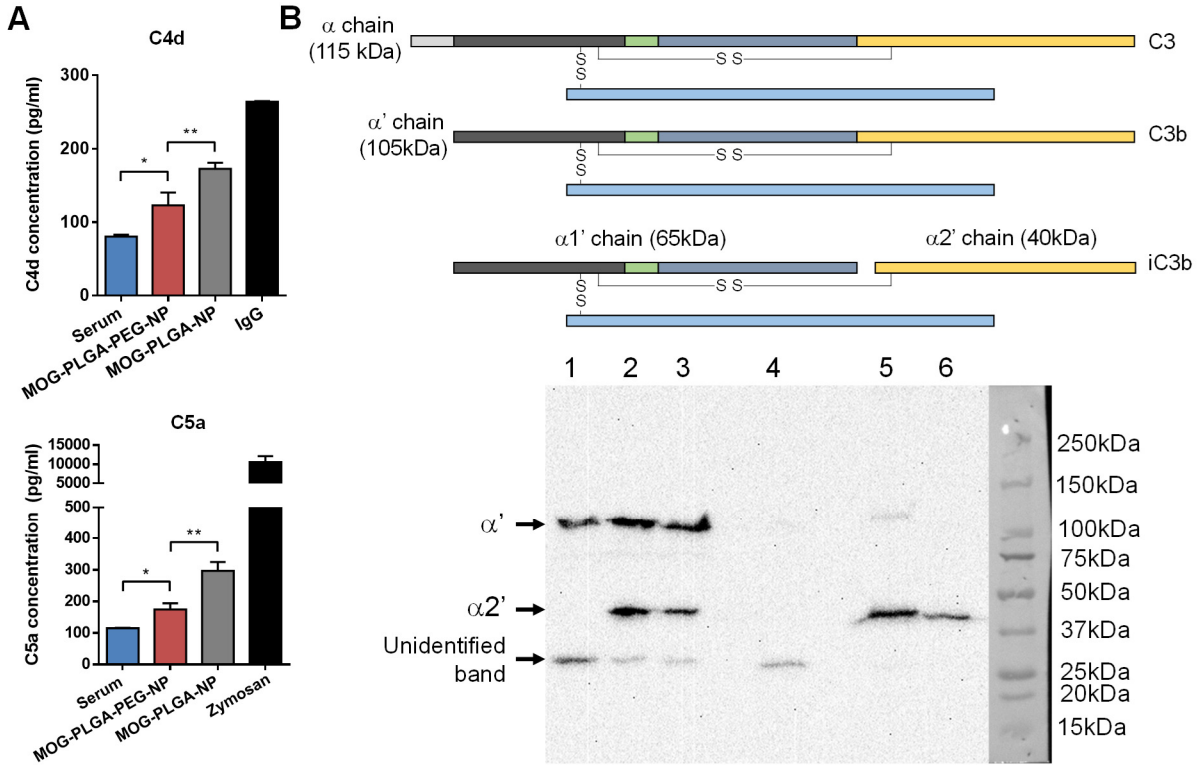 A
C4d
C4d concentration (pg/ml)
300
200
100
0
*
**
Serum
MOG-PLGA-PEG-NP
MOG-PLGA-NP
IgG
C5a
C5a concentration (pg/ml)
15000
10000
5000
500
400
300
200
100
0
*
**
Serum
MOG-PLGA-PEG-NP
MOG-PLGA-NP
Zymosan
B
α chain
(115 kDa)
C3
S
S
S S
α' chain
(105kDa)
C3b
S
S
S S
α1' chain (65kDa)
α2' chain (40kDa)
iC3b
S
S
S S
1 2 3 4 5 6
α'
α2'
Unidentified
band
250kDa
150kDa
100kDa
75kDa
50kDa
37kDa
25kDa
20kDa
15kDa